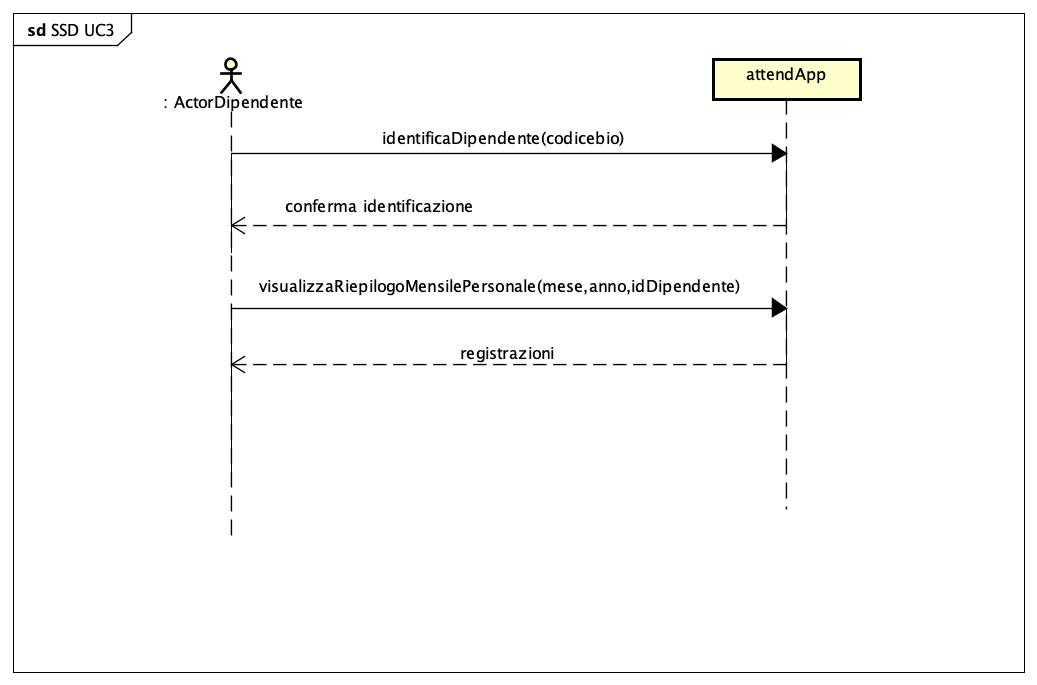 sd SSD UC3
: ActorDipendente
attendApp
identificaDipendente(codicebio)
conferma identificazione
visualizzaRiepilogoMensilePersonale(mese,anno,idDipendente)
registrazioni